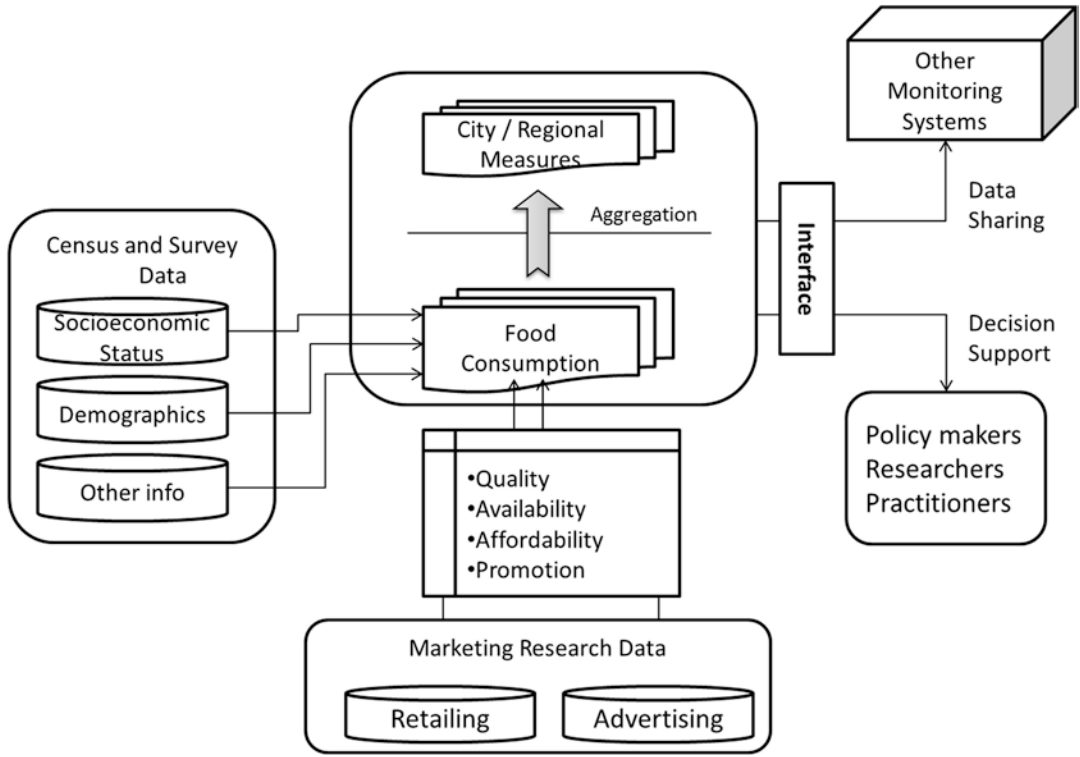 Other
Monitoring
Systems
City / Regional
Measures
Aggregation
Data
Sharing
Interface
Census and Survey
Data
Socioeconomic
Status
Demographics
Other info
Food
Consumption
Decision
Support
Policy makers
Researchers
Practitioners
•Quality
•Availability
•Affordability
•Promotion
Marketing Research Data
Retailing
Advertising